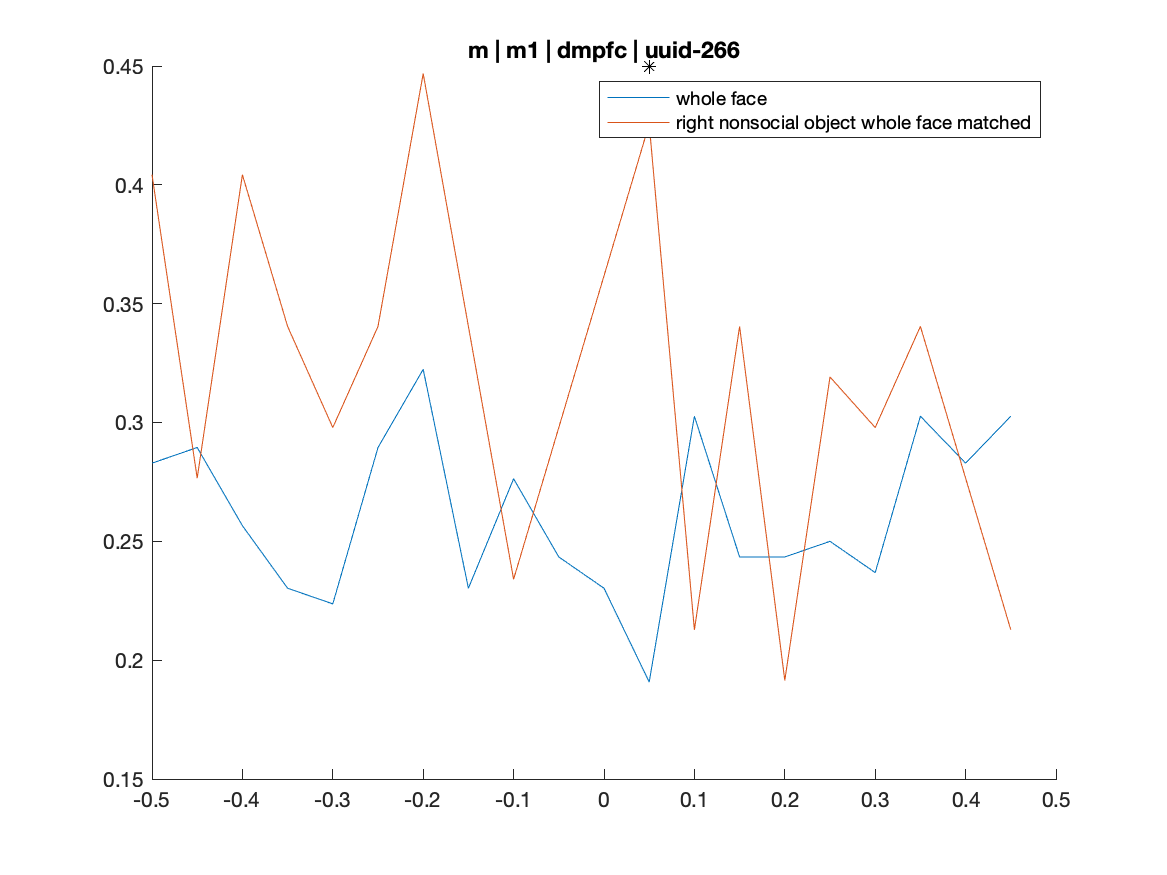 m | m1 | dmpfc | uuid-266
0.45
whole face
right nonsocial object whole face matched
0.4
0.35
0.3
0.25
0.2
0.15
-0.5 -0.4 -0.3 -0.2 -0.1 0 0.1 0.2 0.3 0.4 0.5